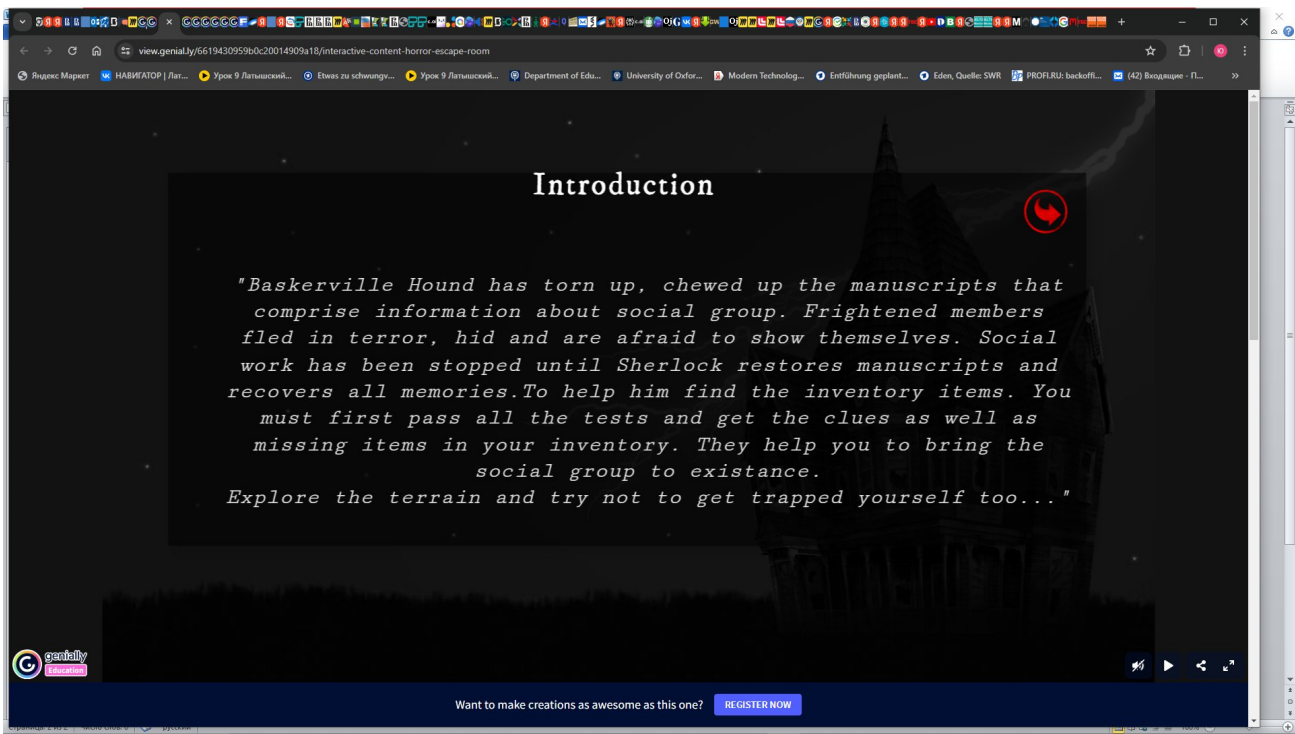 view.genial.ly/6619430959b0c20014909a18/interactive-content-horror-escape-room
Яндекс Маркет НАВИГАТОР | Лат... Урок 9 Латышский... Etwas zu schwungv... Урок 9 Латышский... Department of Edu... University of Oxfor... Modern Technolog... Entführung geplant... Eden, Quelle: SWR PROFI.RU: backoffi... (42) Входящие - П...
Introduction
"Baskerville Hound has torn up, chewed up the manuscripts that
comprise information about social group. Frightened members
fled in terror, hid and are afraid to show themselves. Social
work has been stopped until Sherlock restores manuscripts and
recovers all memories.To help him find the inventory items. You
must first pass all the tests and get the clues as well as
missing items in your inventory. They help you to bring the
social group to existance.
Explore the terrain and try not to get trapped yourself too..."
genially
Education
Want to make creations as awesome as this one? REGISTER NOW